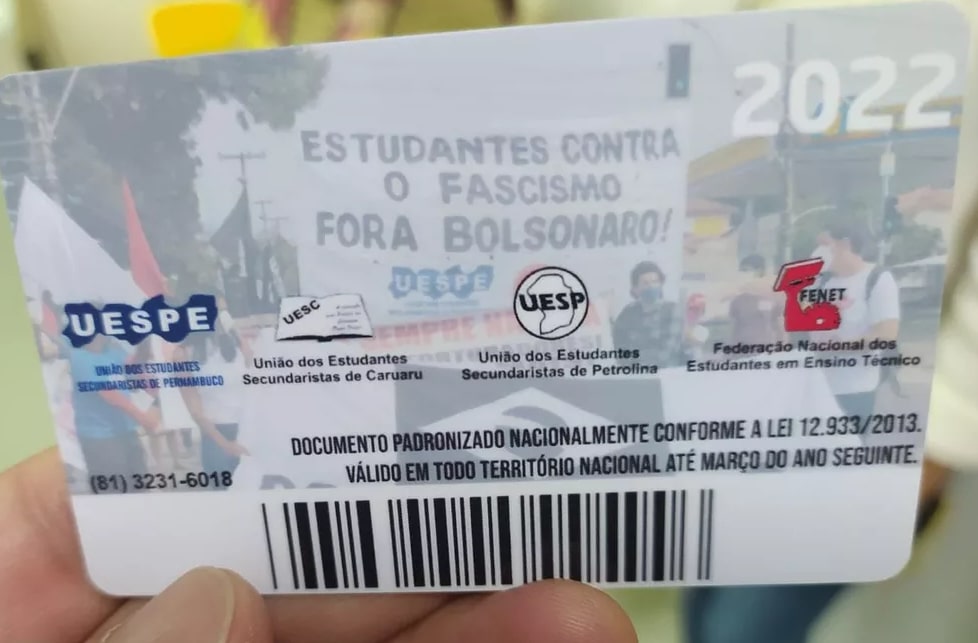 2022
ESTUDANTES CONTRA
O FASCISMO
FORA BOLSONARO!
UESPE
UESPE
UNIÃO DOS ESTUDANTES
SECUNDARISTAS DE PERNAMBUCO
UESC
União dos Estudantes
Secundaristas de Caruaru
UESP
União dos Estudantes
Secundaristas de Petrolina
FENET
Federação Nacional dos
Estudantes em Ensino Técnico
DOCUMENTO PADRONIZADO NACIONALMENTE CONFORME A LEI 12.933/2013.
VÁLIDO EM TODO TERRITÓRIO NACIONAL ATÉ MARÇO DO ANO SEGUINTE.
(81) 3231-6018